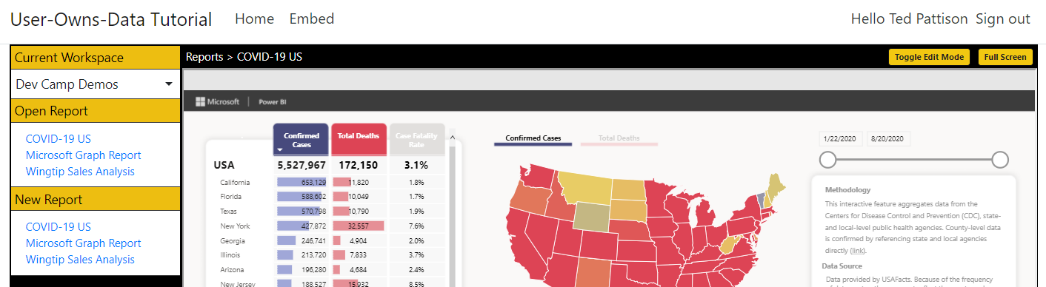 User-Owns-Data Tutorial Home Embed Hello Ted Pattison Sign out
Current Workspace
Dev Camp Demos
Open Report
COVID-19 US
Microsoft Graph Report
Wingtip Sales Analysis
New Report
COVID-19 US
Microsoft Graph Report
Wingtip Sales Analysis
Reports > COVID-19 US Toggle Edit Mode Full Screen
Microsoft | Power BI
Confirmed Cases Total Deaths Case Fatality Rate
USA 5,527,967 172,150 3.1%
California 653,129 11,820 1.8%
Florida 588,602 10,049 1.7%
Texas 570,798 10,790 1.9%
New York 427,872 32,557 7.6%
Georgia 246,741 4,904 2.0%
Illinois 213,720 7,833 3.7%
Arizona 196,280 4,684 2.4%
New Jersey 188,527 15,932 8.5%
Confirmed Cases Total Deaths
1/22/2020 8/20/2020
Methodology
This interactive feature aggregates data from the
Centers for Disease Control and Prevention (CDC), state-
and local-level public health agencies. County-level data
is confirmed by referencing state and local agencies
directly (link).
Data Source
Data provided by USAFacts. Because of the frequency